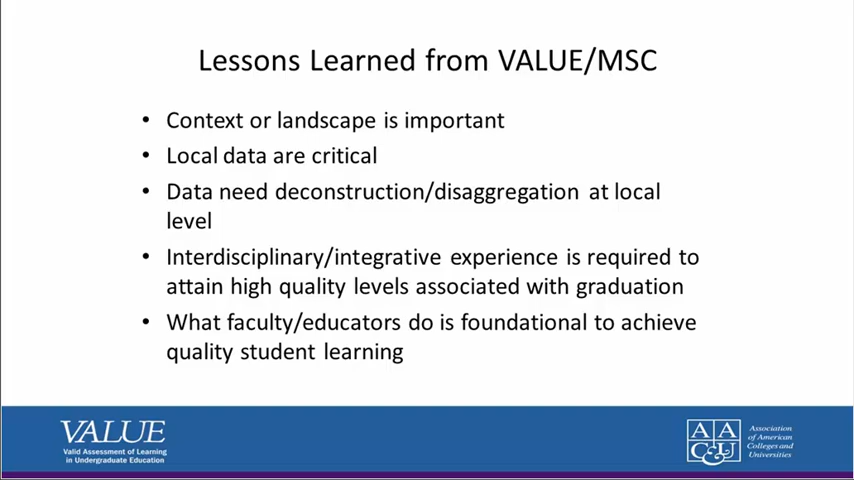 Lessons Learned from VALUE/MSC
• Context or landscape is important
• Local data are critical
• Data need deconstruction/disaggregation at local
level
• Interdisciplinary/integrative experience is required to
attain high quality levels associated with graduation
• What faculty/educators do is foundational to achieve
quality student learning
VALUE
Valid Assessment of Learning
in Undergraduate Education
AA
C&U
Association
of American
Colleges and
Universities